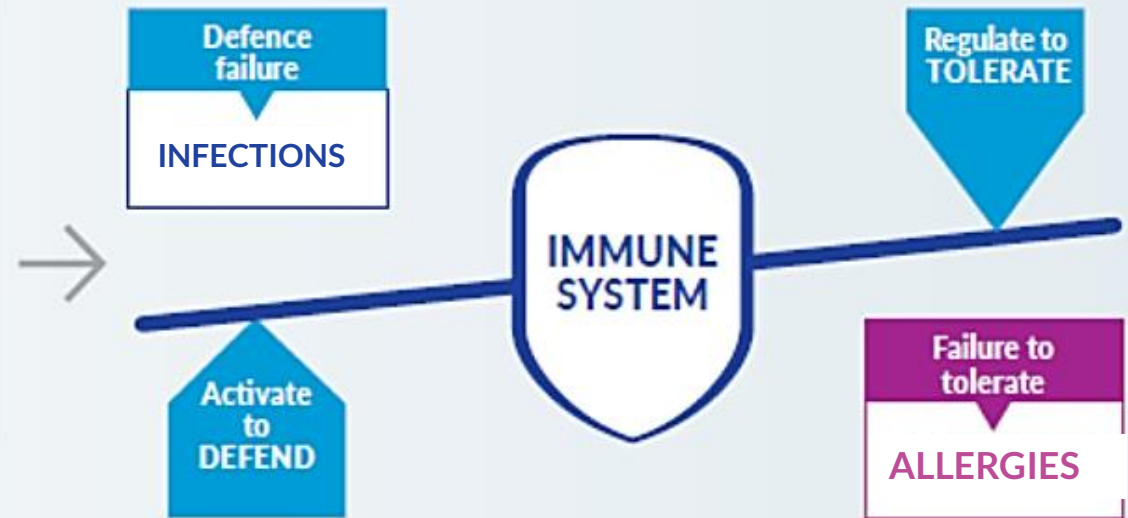 Defence
failure
INFECTIONS
Regulate to
TOLERATE
IMMUNE
SYSTEM
Activate
to
DEFEND
Failure to
tolerate
ALLERGIES